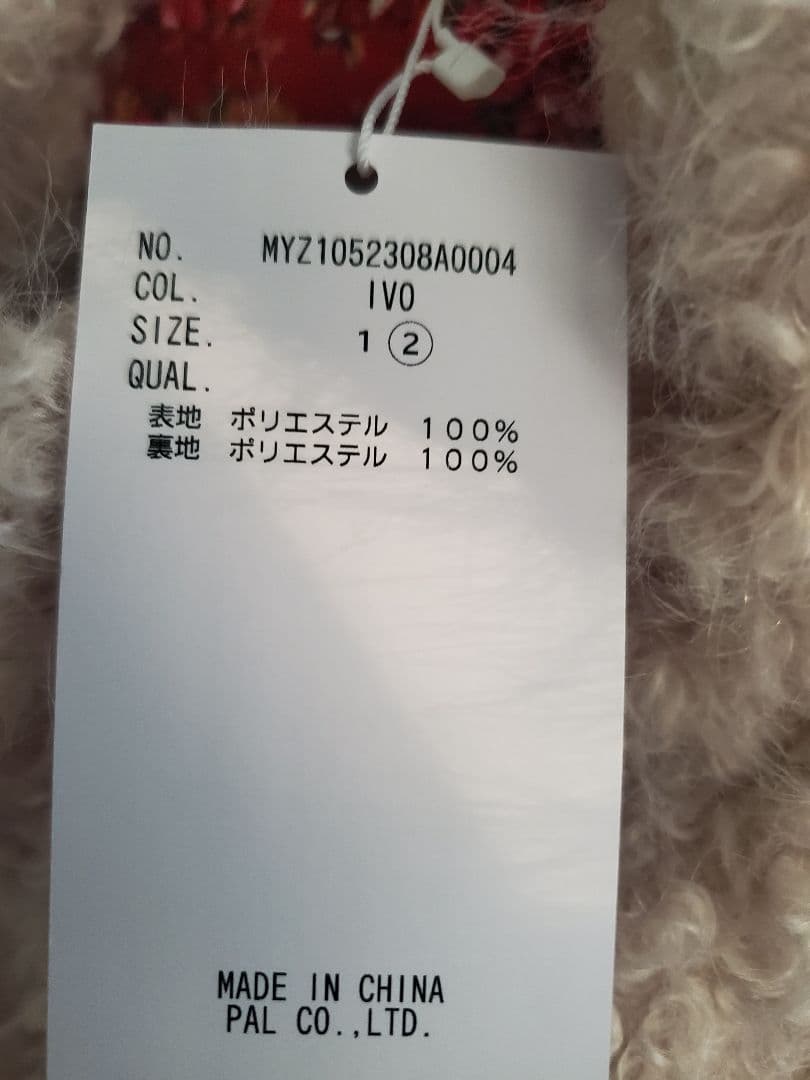 NO. MYZ1052308A0004
COL. IVO
SIZE. 1 ②
QUAL.
表地 ポリエステル １００%
裏地 ポリエステル １００%
MADE IN CHINA
PAL CO.,LTD.